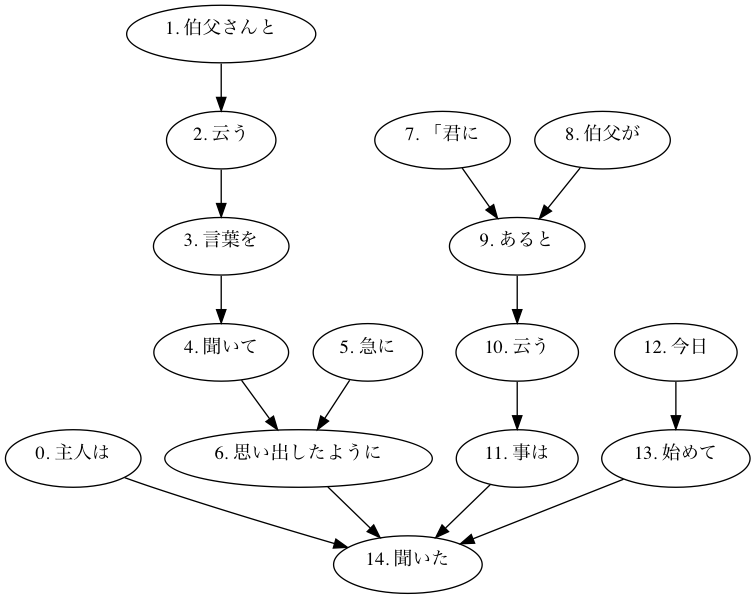 1. 伯父さんと
2. 云う
7. 「君に
8. 伯父が
3. 言葉を
9. あると
4. 聞いて
5. 急に
10. 云う
12. 今日
0. 主人は
6. 思い出したように
11. 事は
13. 始めて
14. 聞いた